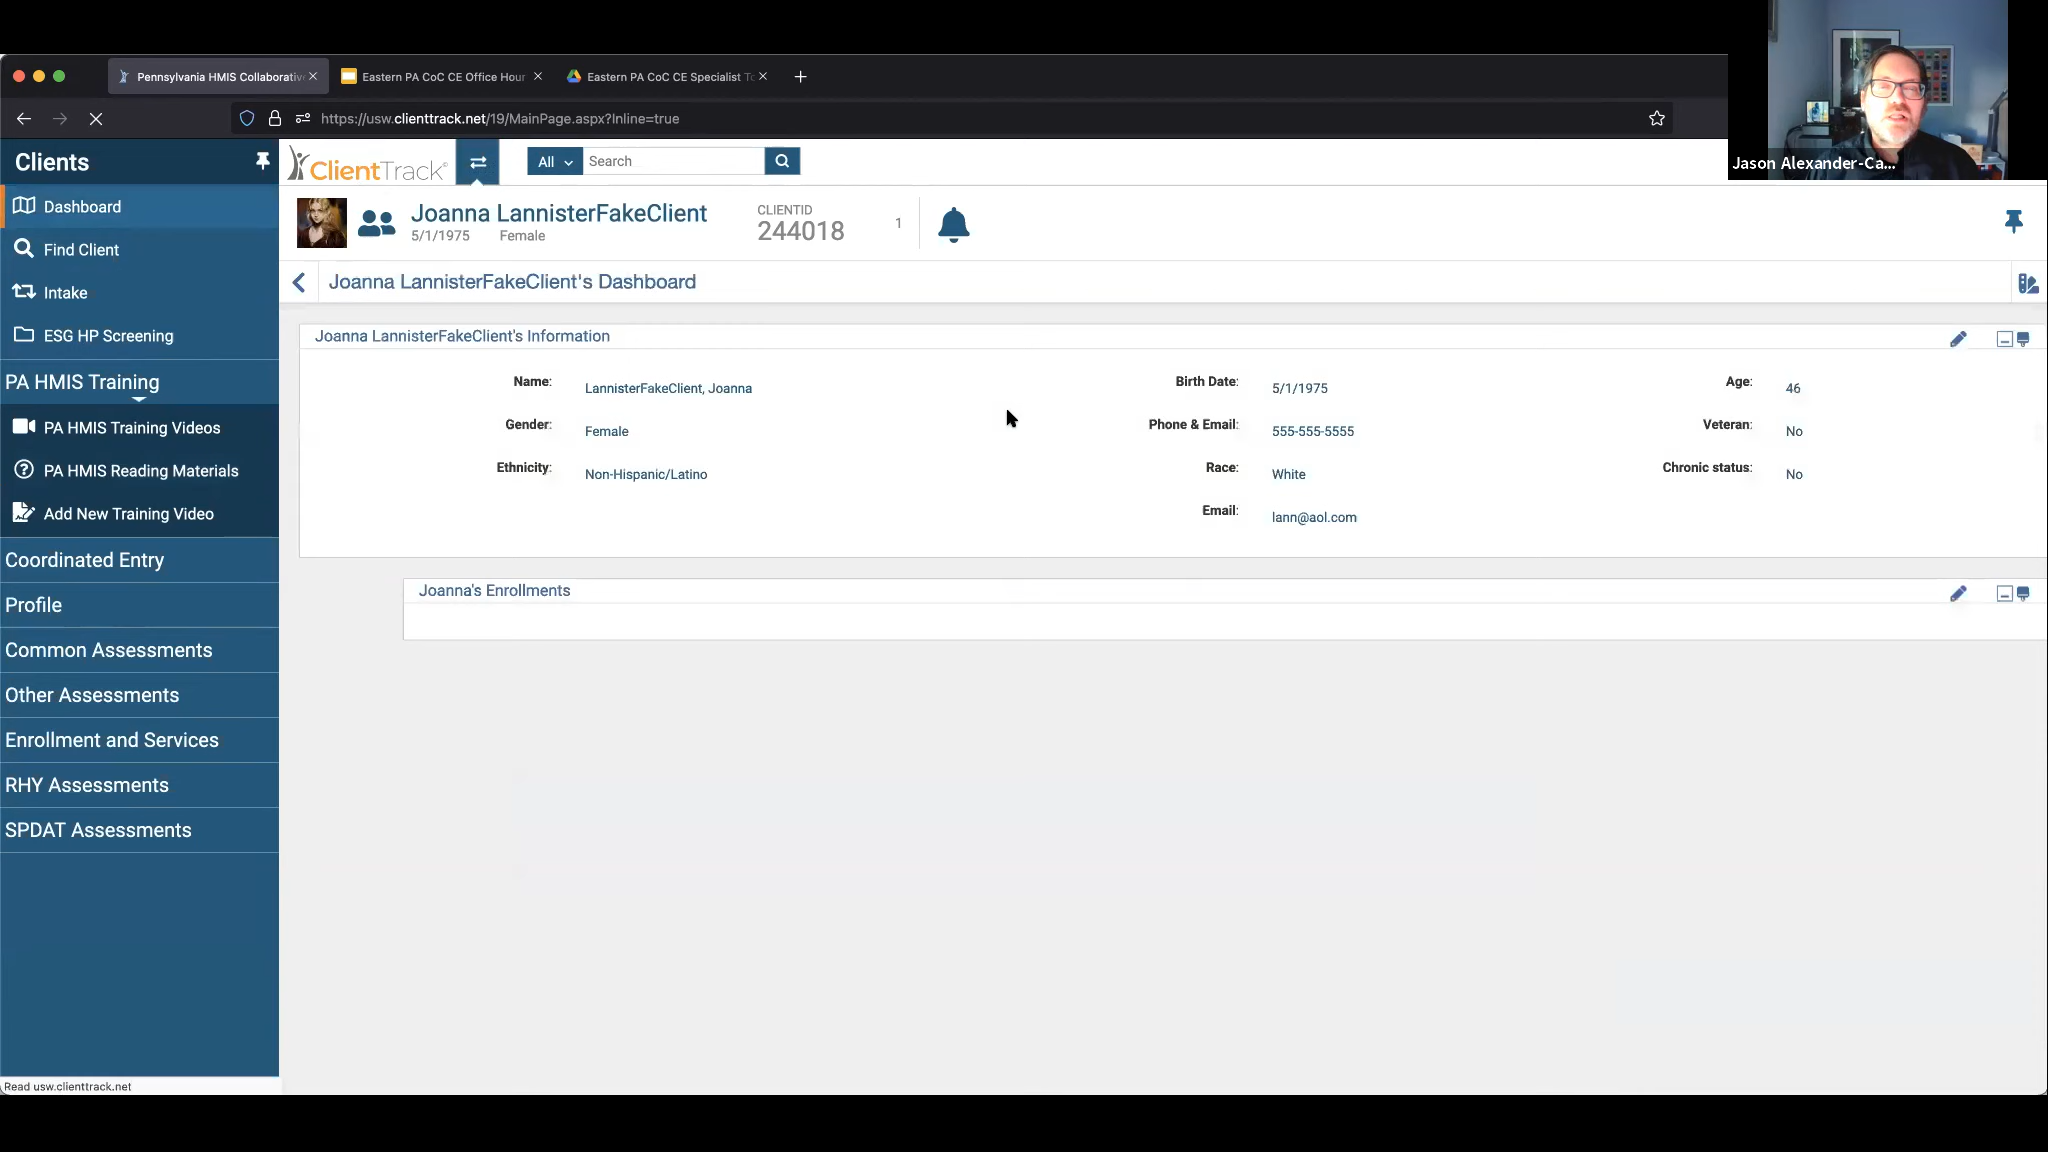 Pennsylvania HMIS Collaborativ
Eastern PA CoC CE Office Hour
Eastern PA CoC CE Specialist To
https://usw.clienttrack.net/19/MainPage.aspx?Inline=true
Jason Alexander-Ca...
Clients
Dashboard
Find Client
Intake
ESG HP Screening
PA HMIS Training
PA HMIS Training Videos
PA HMIS Reading Materials
Add New Training Video
Coordinated Entry
Profile
Common Assessments
Other Assessments
Enrollment and Services
RHY Assessments
SPDAT Assessments
Read usw.clienttrack.net
ClientTrack
All
Search
Joanna LannisterFakeClient
5/1/1975 Female
CLIENTID
244018
1
Joanna LannisterFakeClient's Dashboard
Joanna LannisterFakeClient's Information
Name: LannisterFakeClient, Joanna
Birth Date: 5/1/1975
Age: 46
Gender: Female
Phone & Email: 555-555-5555
Veteran: No
Ethnicity: Non-Hispanic/Latino
Race: White
Chronic status: No
Email: lann@aol.com
Joanna's Enrollments